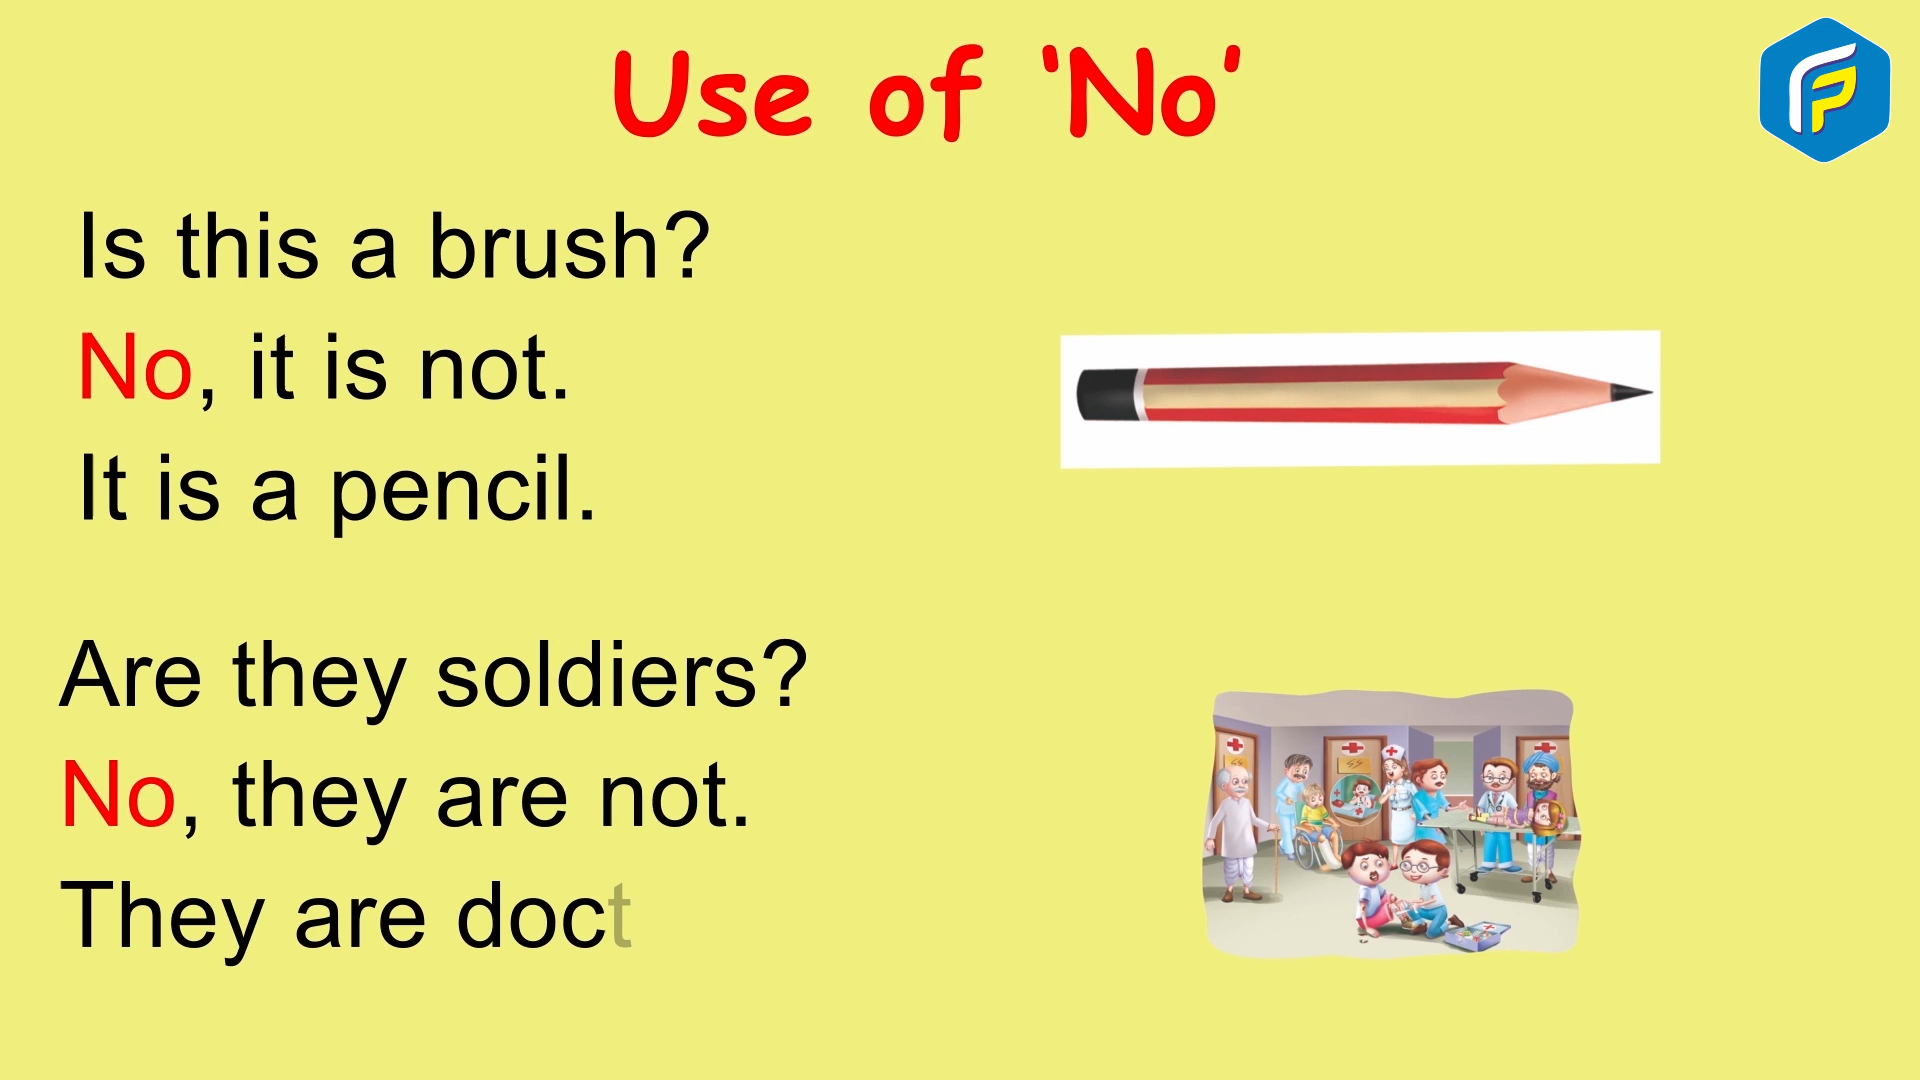 Use of ‘No’
Is this a brush?
No, it is not.
It is a pencil.
Are they soldiers?
No, they are not.
They are doct